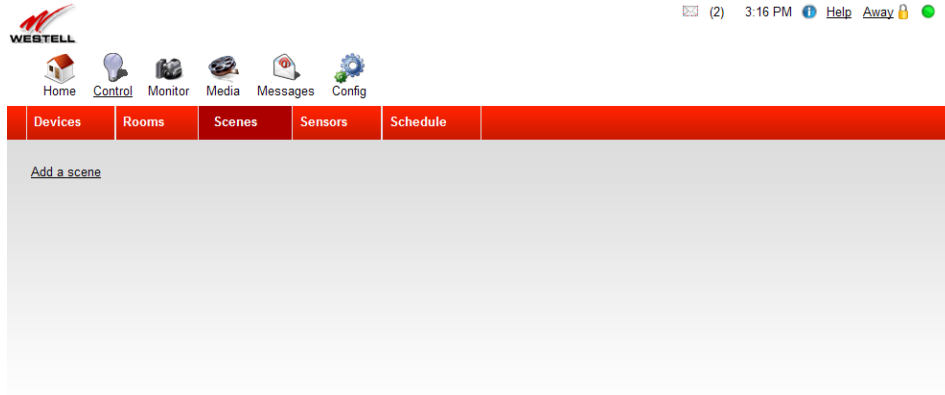 WESTELL
(2) 3:16 PM Help Away
Home Control Monitor Media Messages Config
Devices Rooms Scenes Sensors Schedule
Add a scene